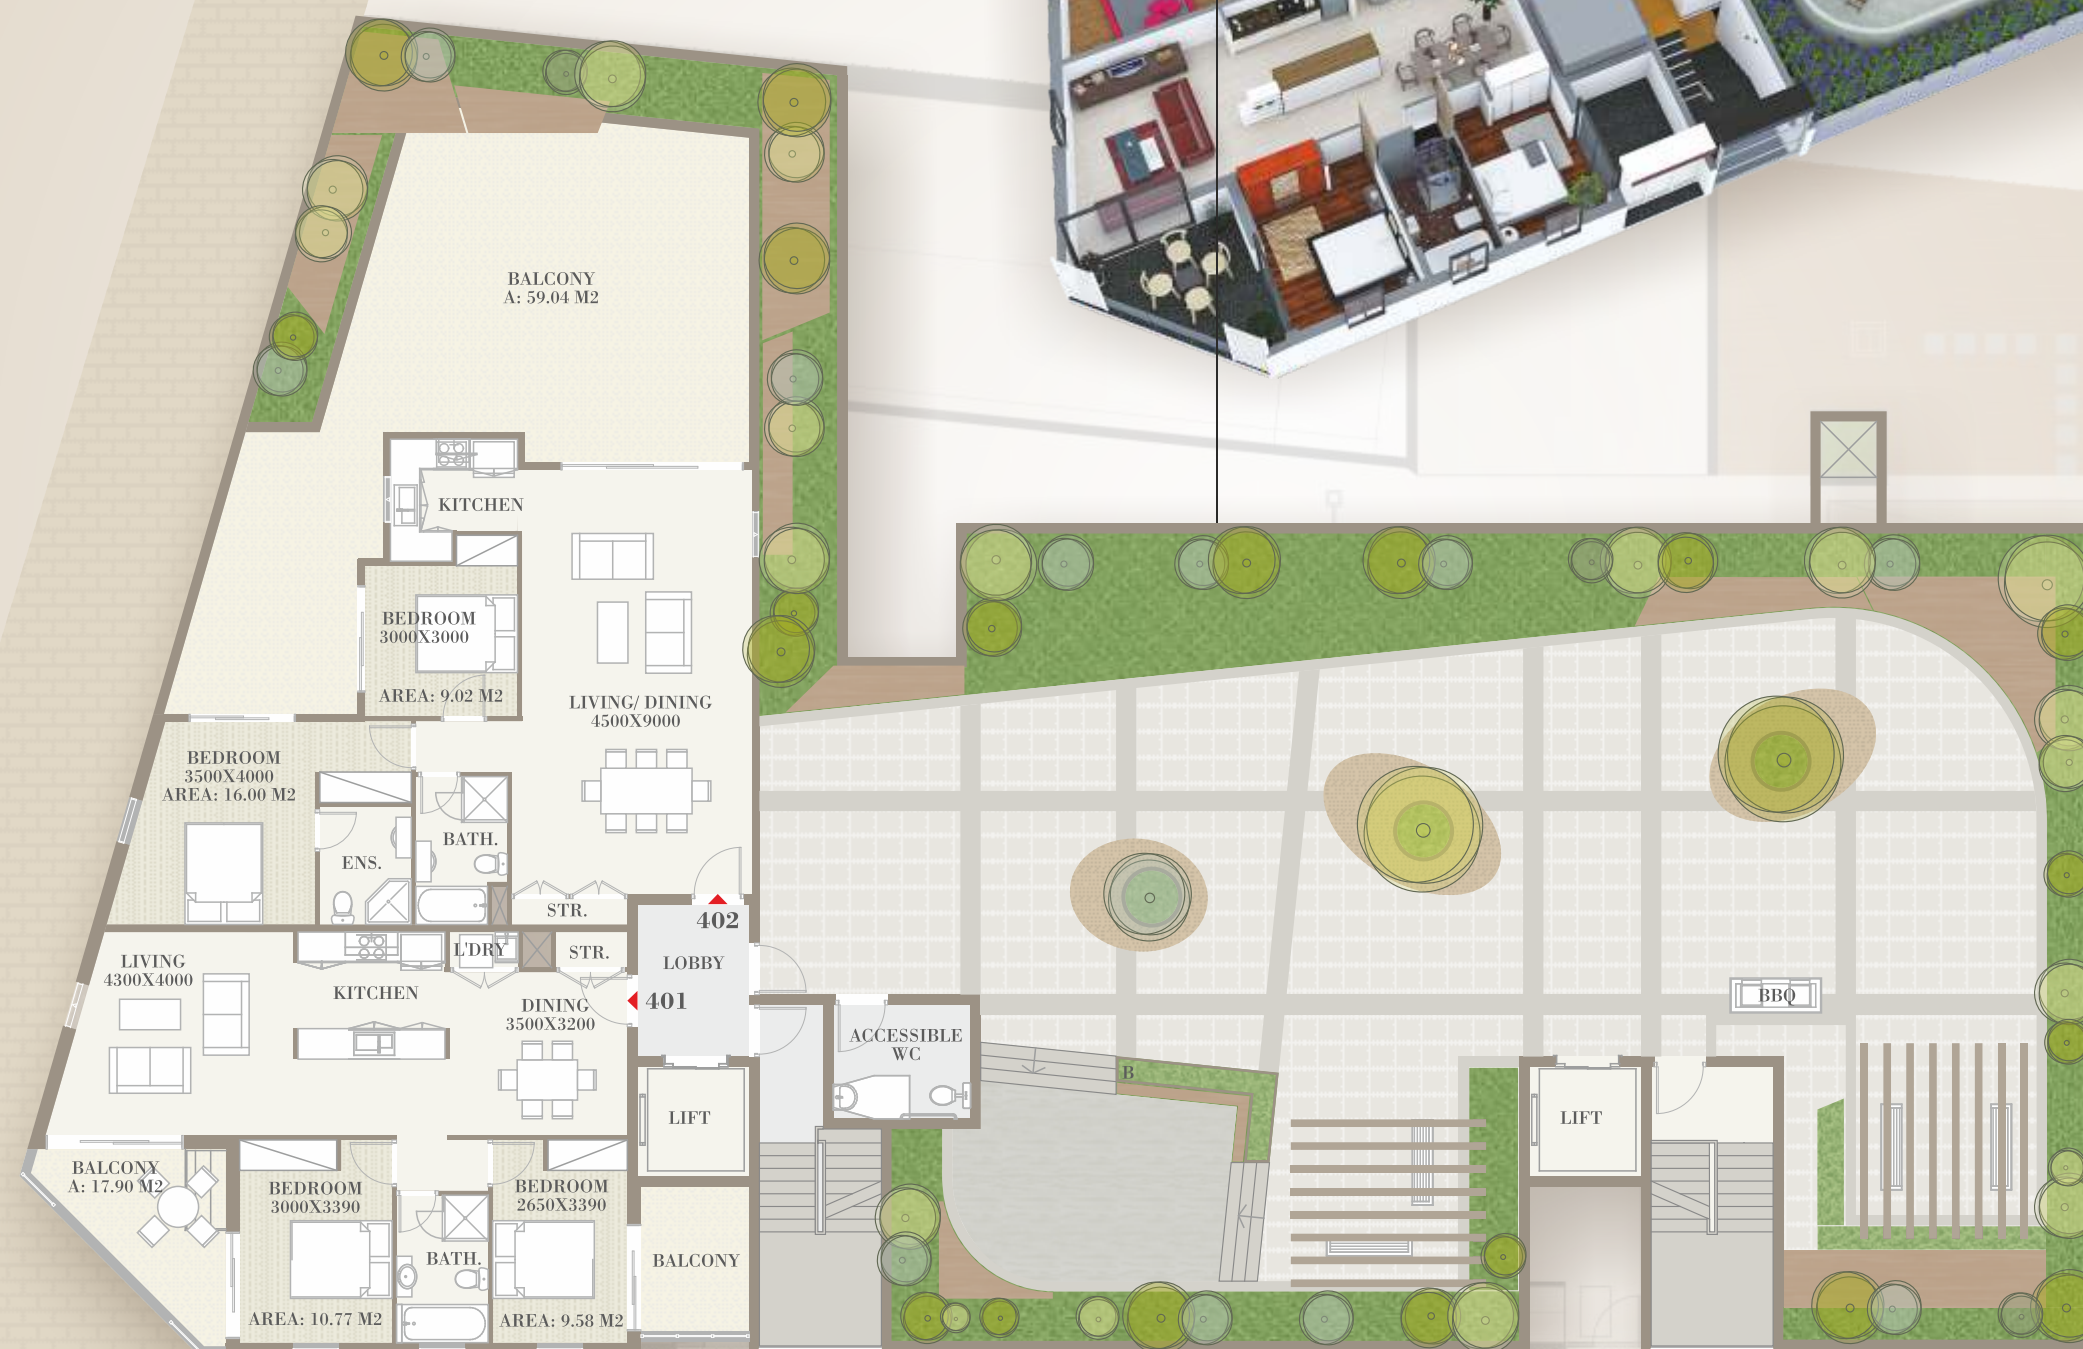 BALCONY
A: 59.04 M2
KITCHEN
BEDROOM
3000X3000
AREA: 9.02 M2
LIVING/ DINING
4500X9000
BEDROOM
3500X4000
AREA: 16.00 M2
BATH.
ENS.
STR.
402
LOBBY
401
L'DRY
STR.
LIVING
4300X4000
KITCHEN
DINING
3500X3200
ACCESSIBLE
WC
B
BBQ
LIFT
LIFT
BALCONY
A: 17.90 M2
BEDROOM
3000X3390
AREA: 10.77 M2
BATH.
BEDROOM
2650X3390
AREA: 9.58 M2
BALCONY